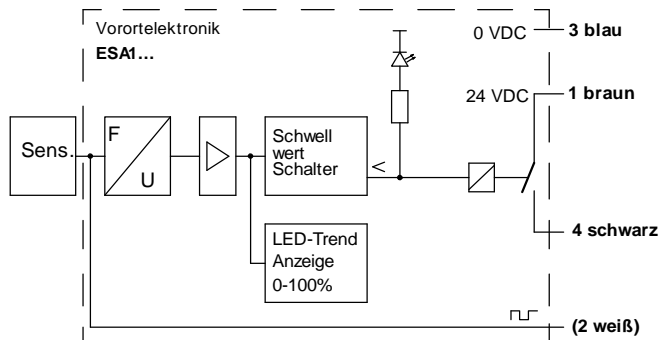 Vorortelektronik
ESA1...
0 VDC
3 blau
24 VDC
1 braun
Sens.
F
U
Schwell
wert
Schalter
<
LED-Trend
Anzeige
0-100%
4 schwarz
(2 weiß)